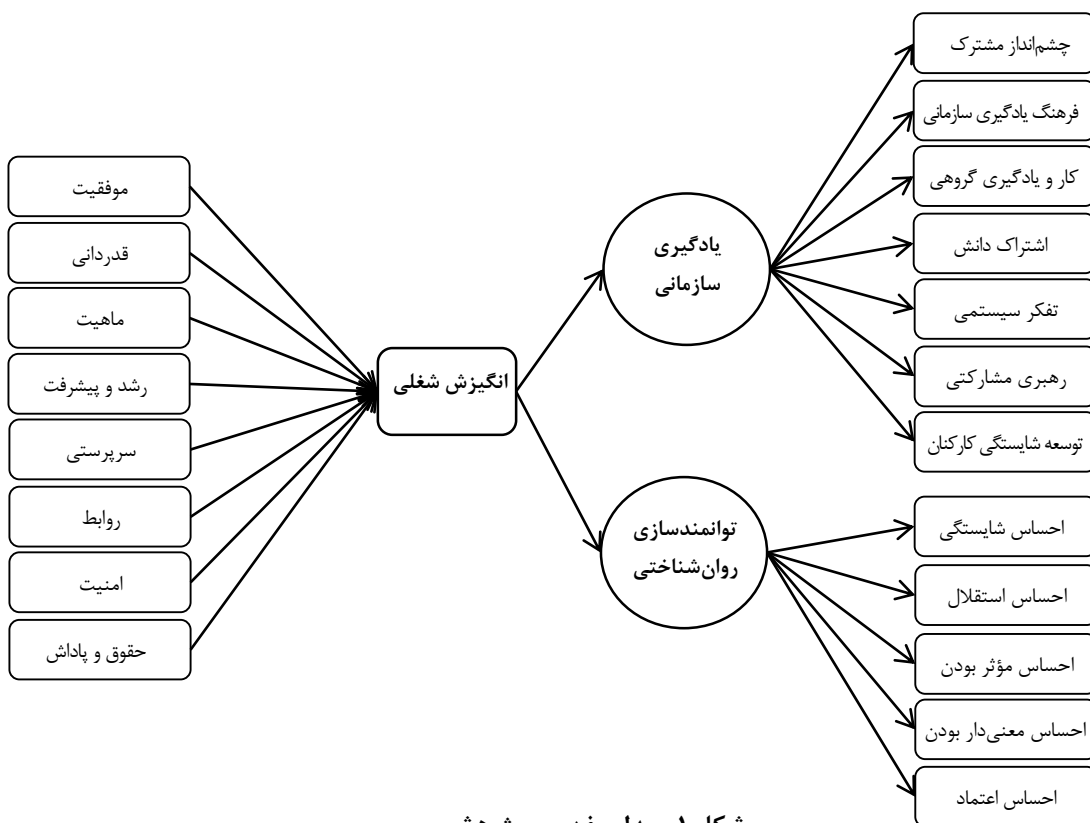 چشم‌انداز مشترک
فرهنگ یادگیری سازمانی
کار و یادگیری گروهی
اشتراک دانش
تفکر سیستمی
رهبری مشارکتی
توسعه شایستگی کارکنان
احساس شایستگی
احساس استقلال
احساس مؤثر بودن
احساس معنی‌دار بودن
احساس اعتماد
یادگیری
سازمانی
توانمندسازی
روان‌شناختی
انگیزش شغلی
موفقیت
قدردانی
ماهیت
رشد و پیشرفت
سرپرستی
روابط
امنیت
حقوق و پاداش